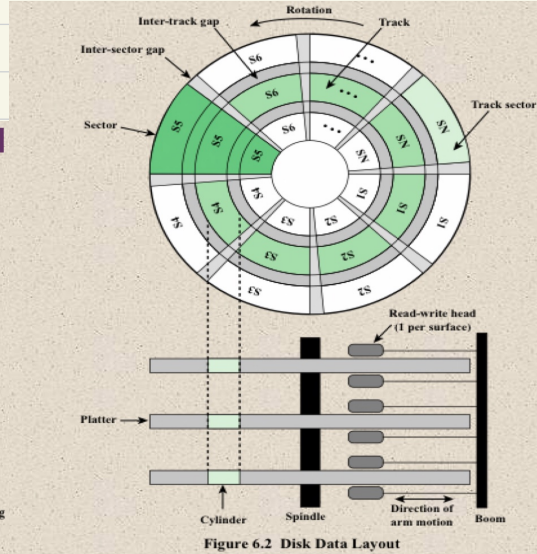 Rotation
Inter-track gap
Track
Inter-sector gap
S6
• • •
S6
• • • •
Sector
Track sector
S6
• • •
SN
S5
S5
S5
SN
SN
S4
S1
S4
S1
S4
S3
S2
S1
S3
S2
S3
S2
Read-write head
(1 per surface)
Platter
Cylinder
Spindle
Direction of
arm motion
Boom
Figure 6.2 Disk Data Layout